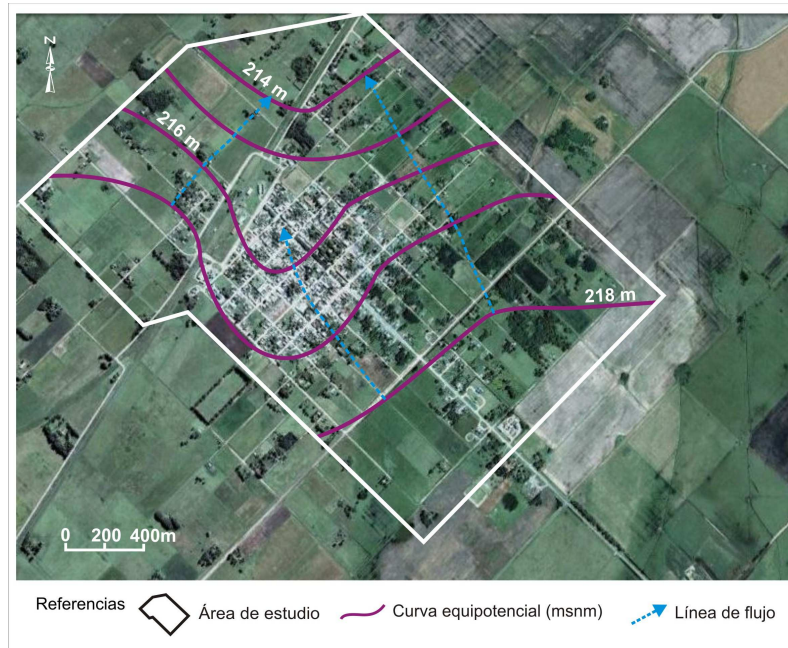 N
214 m
216 m
218 m
0 200 400m
Referencias
Área de estudio
Curva equipotencial (msnm)
Línea de flujo